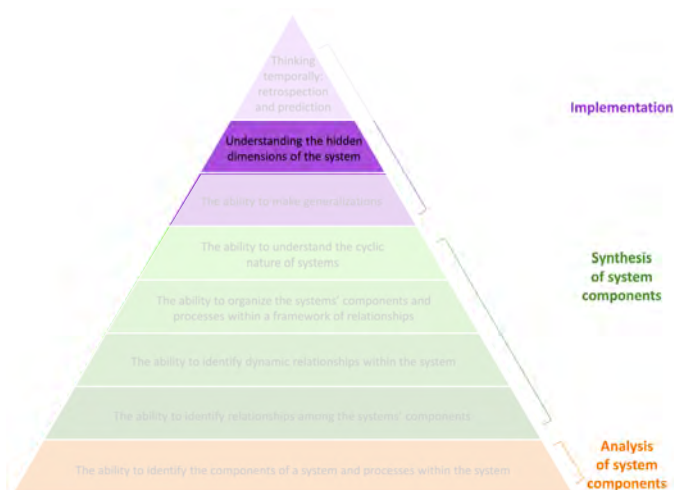 Thinking
temporally:
retrospection
and prediction
Implementation
Understanding the hidden
dimensions of the system
The ability to make generalizations
The ability to understand the cyclic
nature of systems
Synthesis
of system
components
The ability to organize the systems' components and
processes within a framework of relationships
The ability to identify dynamic relationships within the system
The ability to identify relationships among the systems' components
Analysis
of system
components
The ability to identify the components of a system and processes within the system